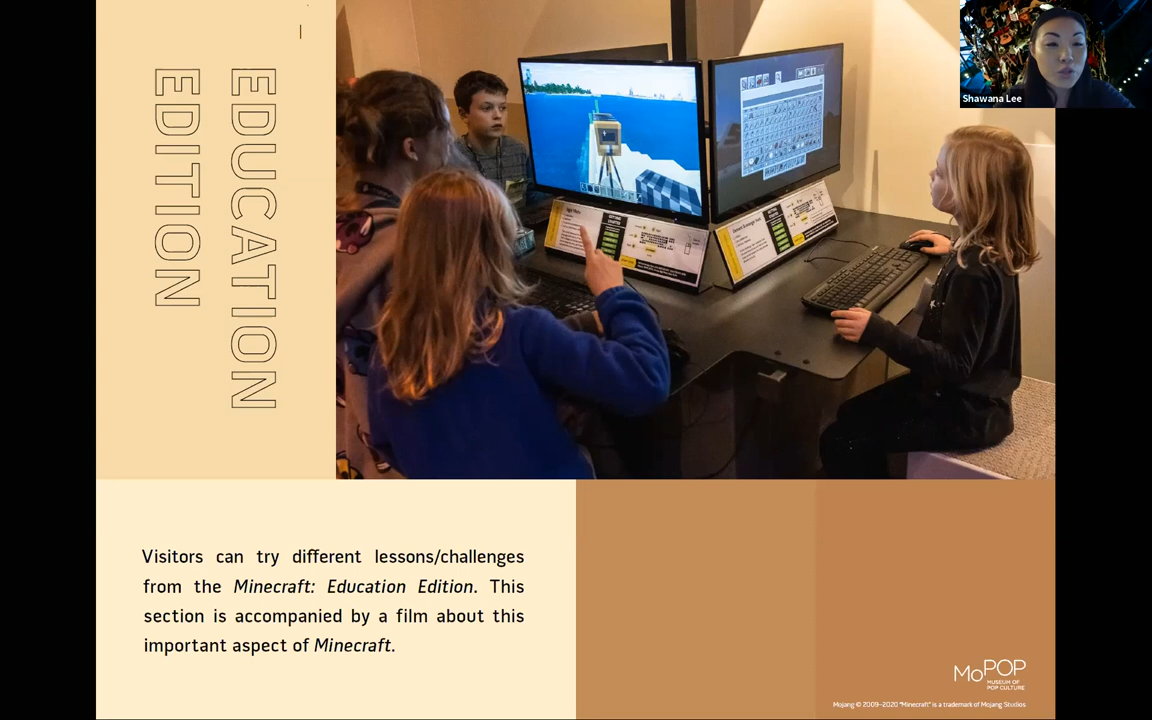 EDUCATION
EDITION
Shawana Lee
Visitors can try different lessons/challenges
from the Minecraft: Education Edition. This
section is accompanied by a film about this
important aspect of Minecraft.
MoPOP
MUSEUM OF
POP CULTURE
Mojang © 2009-2020 "Minecraft" is a trademark of Mojang Studios